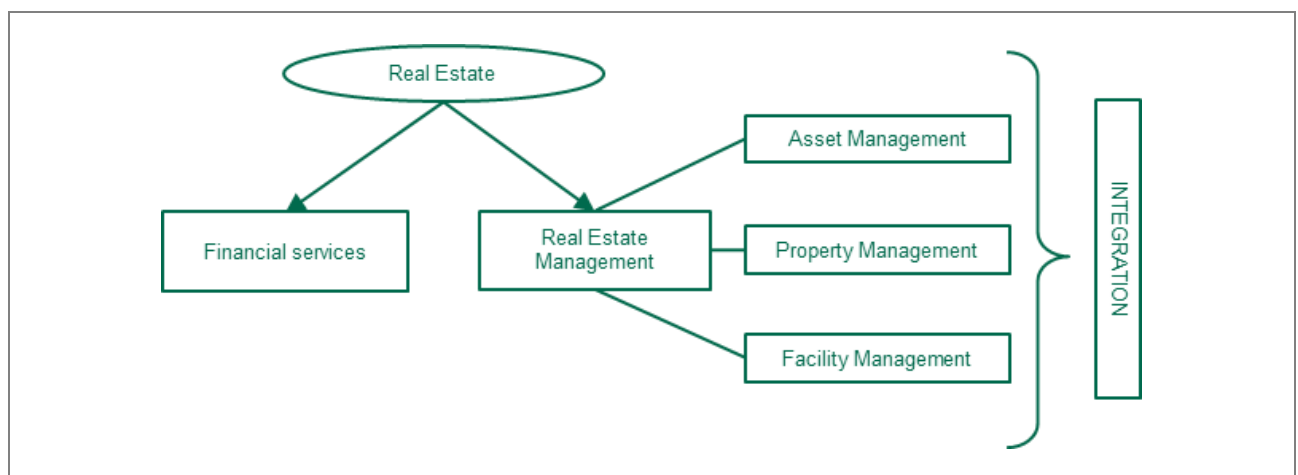 Real Estate
Asset Management
Financial services
Real Estate
Management
Property Management
Facility Management
INTEGRATION